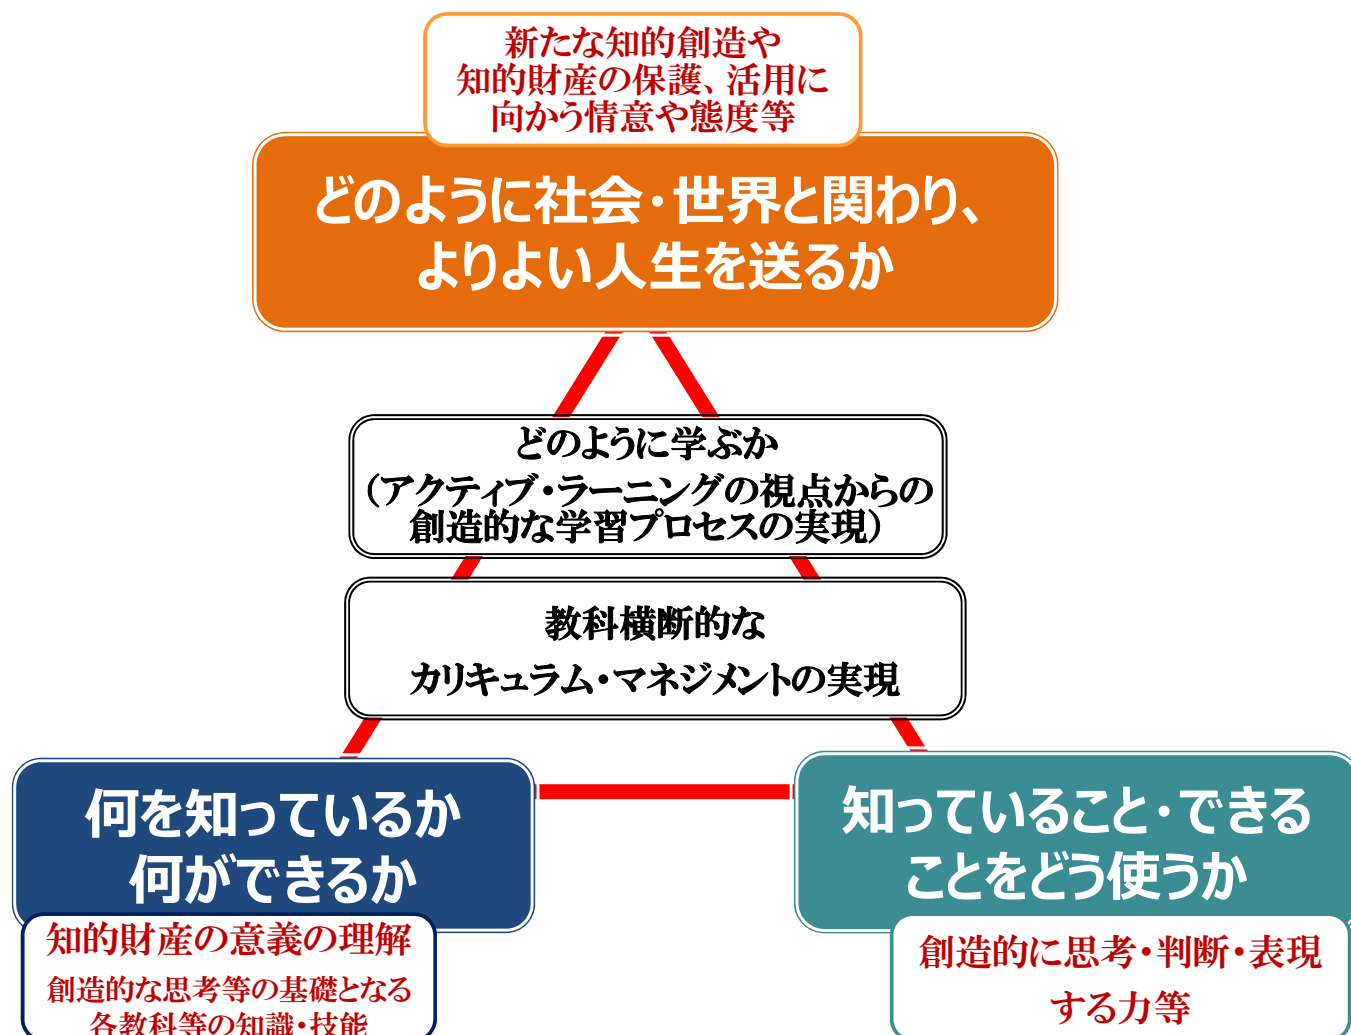 新たな知的創造や
知的財産の保護、活用に
向かう情意や態度等
どのように社会・世界と関わり、
よりよい人生を送るか
どのように学ぶか
（アクティブ・ラーニングの視点からの
創造的な学習プロセスの実現）
教科横断的な
カリキュラム・マネジメントの実現
何を知っているか
何ができるか
知的財産の意義の理解
創造的な思考等の基礎となる
各教科等の知識・技能
知っていること・できる
ことをどう使うか
創造的に思考・判断・表現
する力等